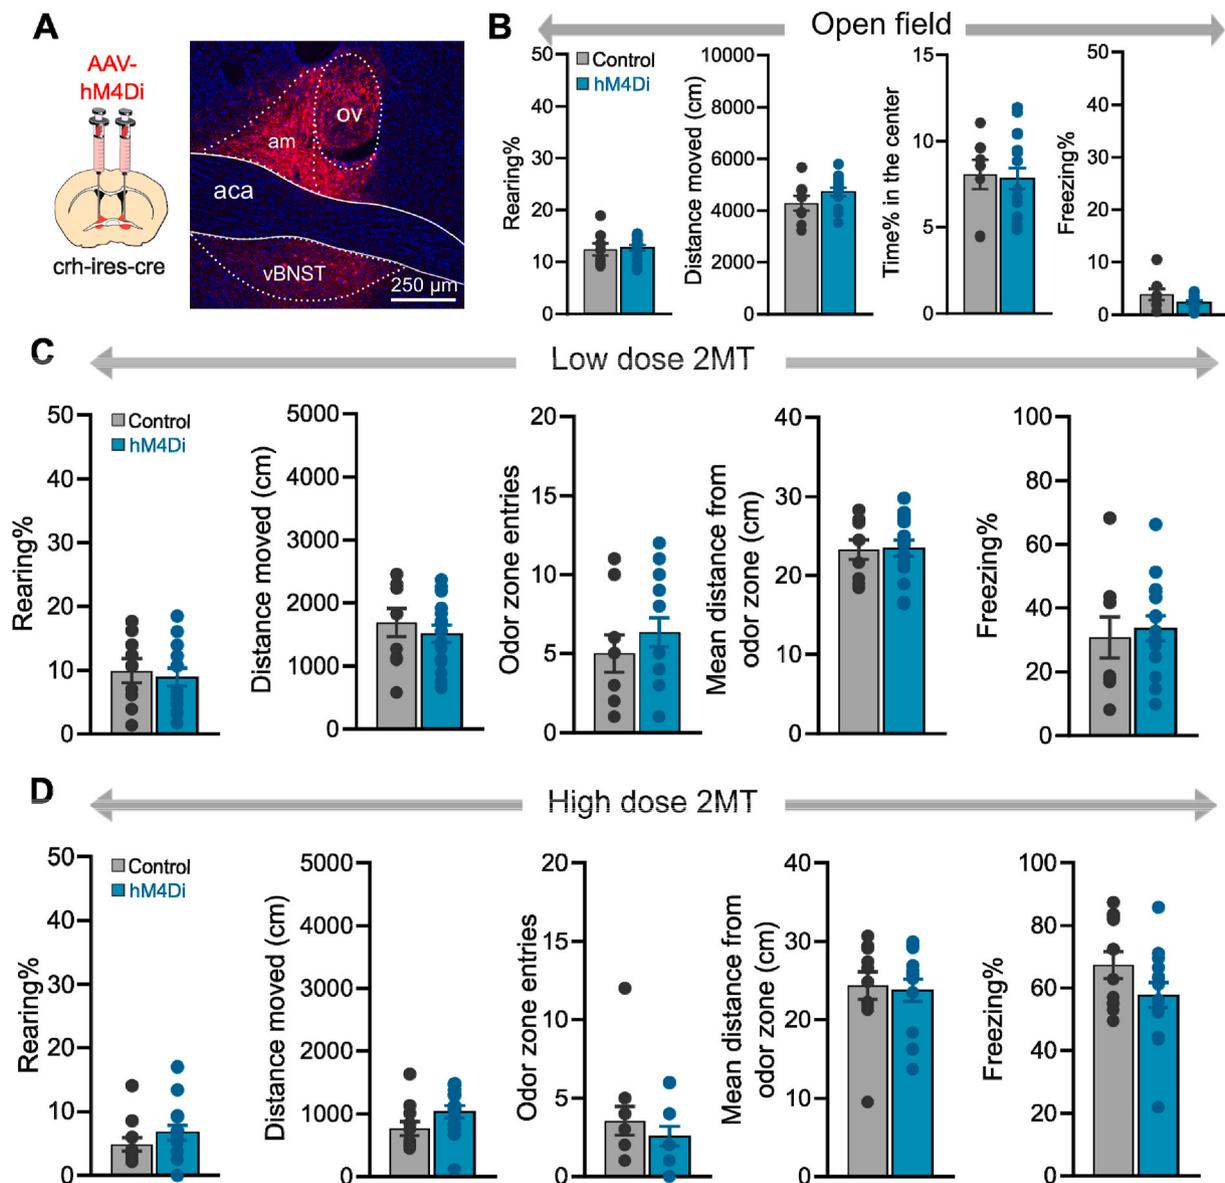 A
AAV-
hM4Di
crh-ires-cre
ov
am
aca
vBNST
250 µm
B
Open field
Control
hM4Di
Rearing%
50
40
30
20
10
0
Distance moved (cm)
10000
8000
6000
4000
2000
0
Time% in the center
15
10
5
0
Freezing%
50
40
30
20
10
0
C
Low dose 2MT
Control
hM4Di
Rearing%
50
40
30
20
10
0
Distance moved (cm)
5000
4000
3000
2000
1000
0
Odor zone entries
20
15
10
5
0
Mean distance from
odor zone (cm)
40
30
20
10
0
Freezing%
100
80
60
40
20
0
D
High dose 2MT
Control
hM4Di
Rearing%
50
40
30
20
10
0
Distance moved (cm)
5000
4000
3000
2000
1000
0
Odor zone entries
20
15
10
5
0
Mean distance from
odor zone (cm)
40
30
20
10
0
Freezing%
100
80
60
40
20
0